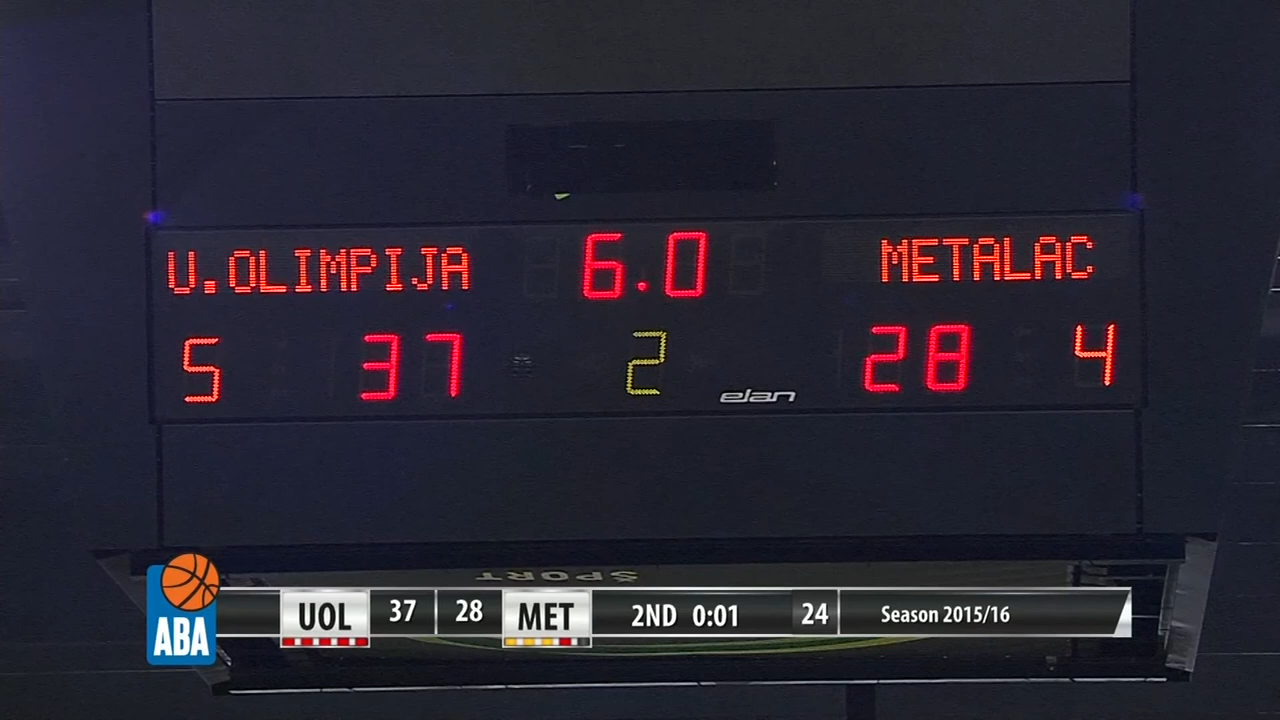 U.OLIMPIJA 6.0 METALAC
5 37 2 28 4
elan
ŠPORT
UOL 37 28 MET 2ND 0:01 24 Season 2015/16
ABA